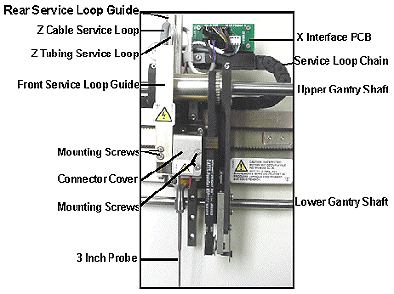 Rear Service Loop Guide
Z Cable Service Loop
Z Tubing Service Loop
X Interface PCB
Service Loop Chain
Front Service Loop Guide
Upper Gantry Shaft
Mounting Screws
Connector Cover
Mounting Screws
Lower Gantry Shaft
3 Inch Probe
CAUTION